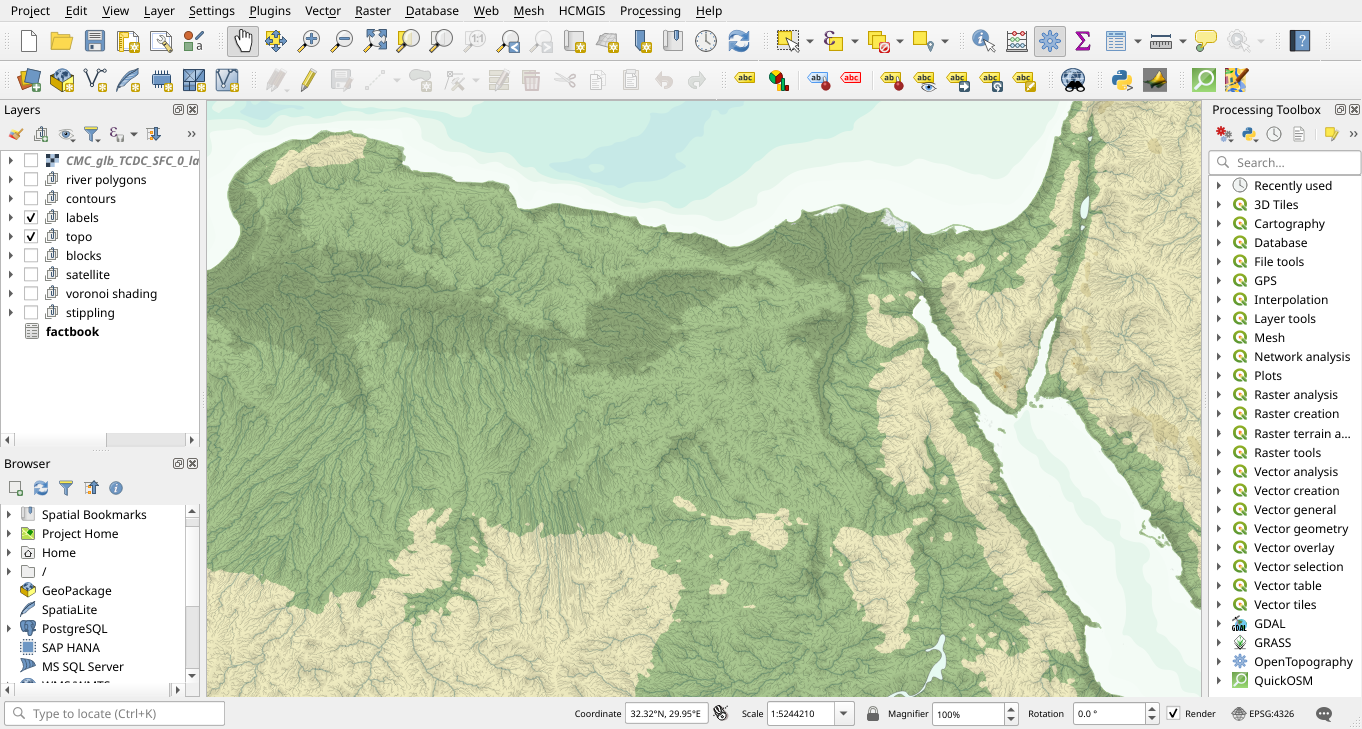 Project Edit View Layer Settings Plugins Vector Raster Database Web Mesh HCMGIS Processing Help
1:1
abc abc abc abc abc abc abc abc
Layers
CMC_glb_TCDC_SFC_0_la
river polygons
contours
labels
topo
blocks
satellite
voronoi shading
stippling
factbook
Browser
Spatial Bookmarks
Project Home
Home
/
GeoPackage
SpatiaLite
PostgreSQL
SAP HANA
MS SQL Server
Processing Toolbox
Search...
Recently used
3D Tiles
Cartography
Database
File tools
GPS
Interpolation
Layer tools
Mesh
Network analysis
Plots
Raster analysis
Raster creation
Raster terrain a...
Raster tools
Vector analysis
Vector creation
Vector general
Vector geometry
Vector overlay
Vector selection
Vector table
Vector tiles
GDAL
GRASS
OpenTopography
QuickOSM
Type to locate (Ctrl+K) Coordinate 32.32°N, 29.95°E Scale 1:5244210 Magnifier 100% Rotation 0.0 ° Render EPSG:4326